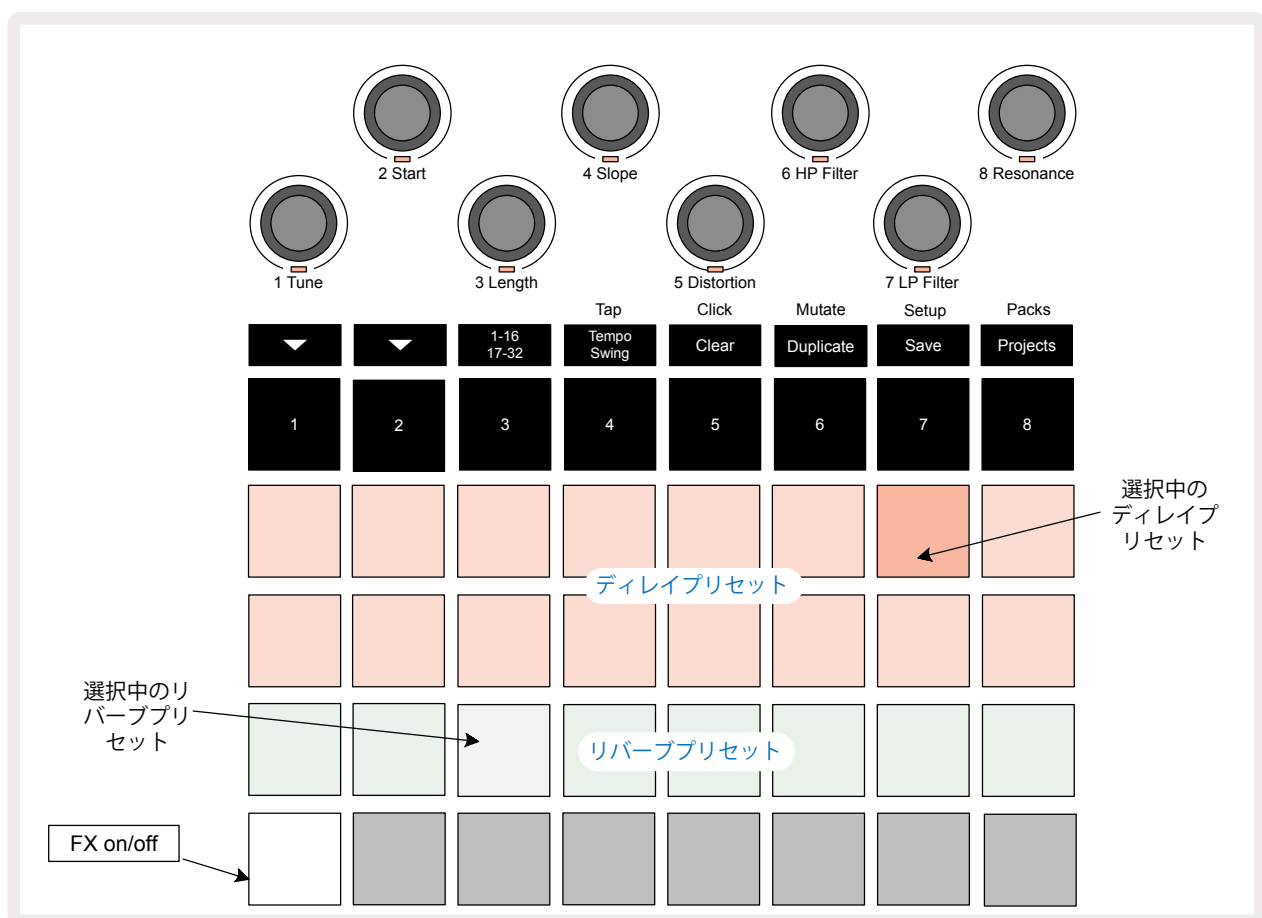 2 Start
4 Slope
6 HP Filter
8 Resonance
1 Tune
3 Length
5 Distortion
7 LP Filter
Tap
Click
Mutate
Setup
Packs
1-16
17-32
Tempo
Swing
Clear
Duplicate
Save
Projects
1
2
3
4
5
6
7
8
選択中の
ディレイプ
リセット
ディレイプリセット
選択中のリ
バーブプリ
セット
リバーブプリセット
FX on/off